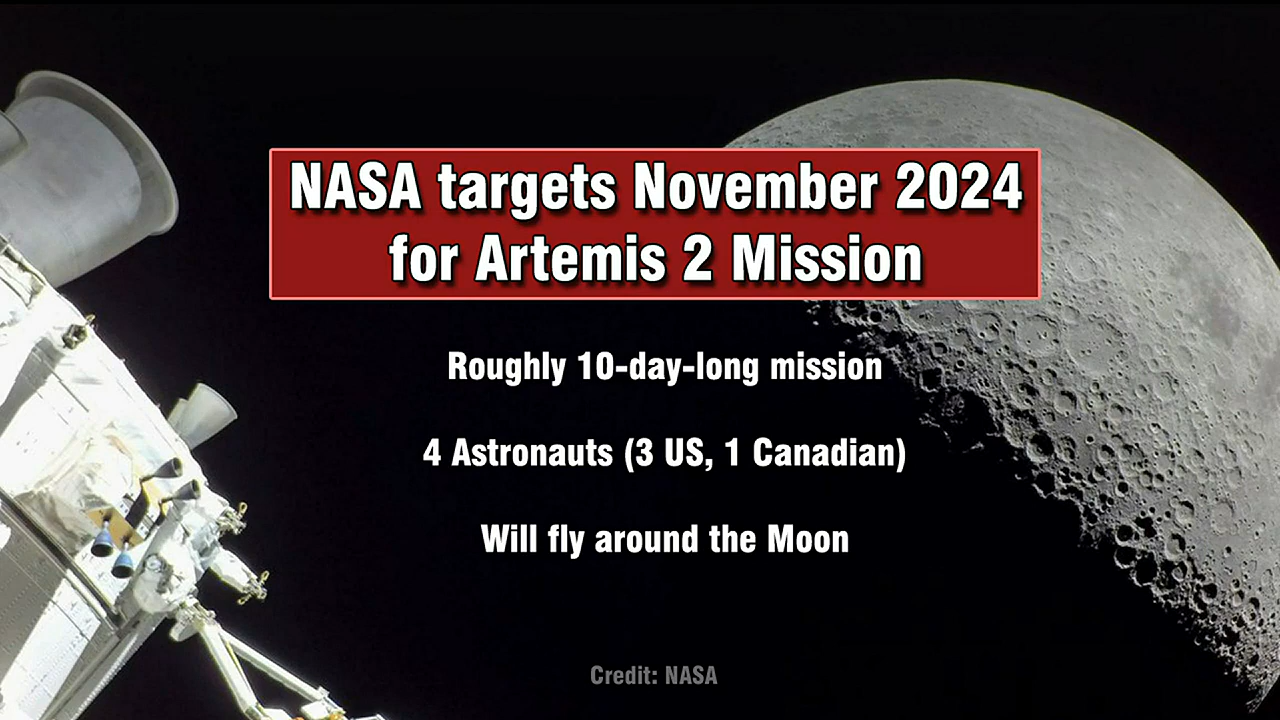 NASA targets November 2024
for Artemis 2 Mission
Roughly 10-day-long mission
4 Astronauts (3 US, 1 Canadian)
Will fly around the Moon
Credit: NASA